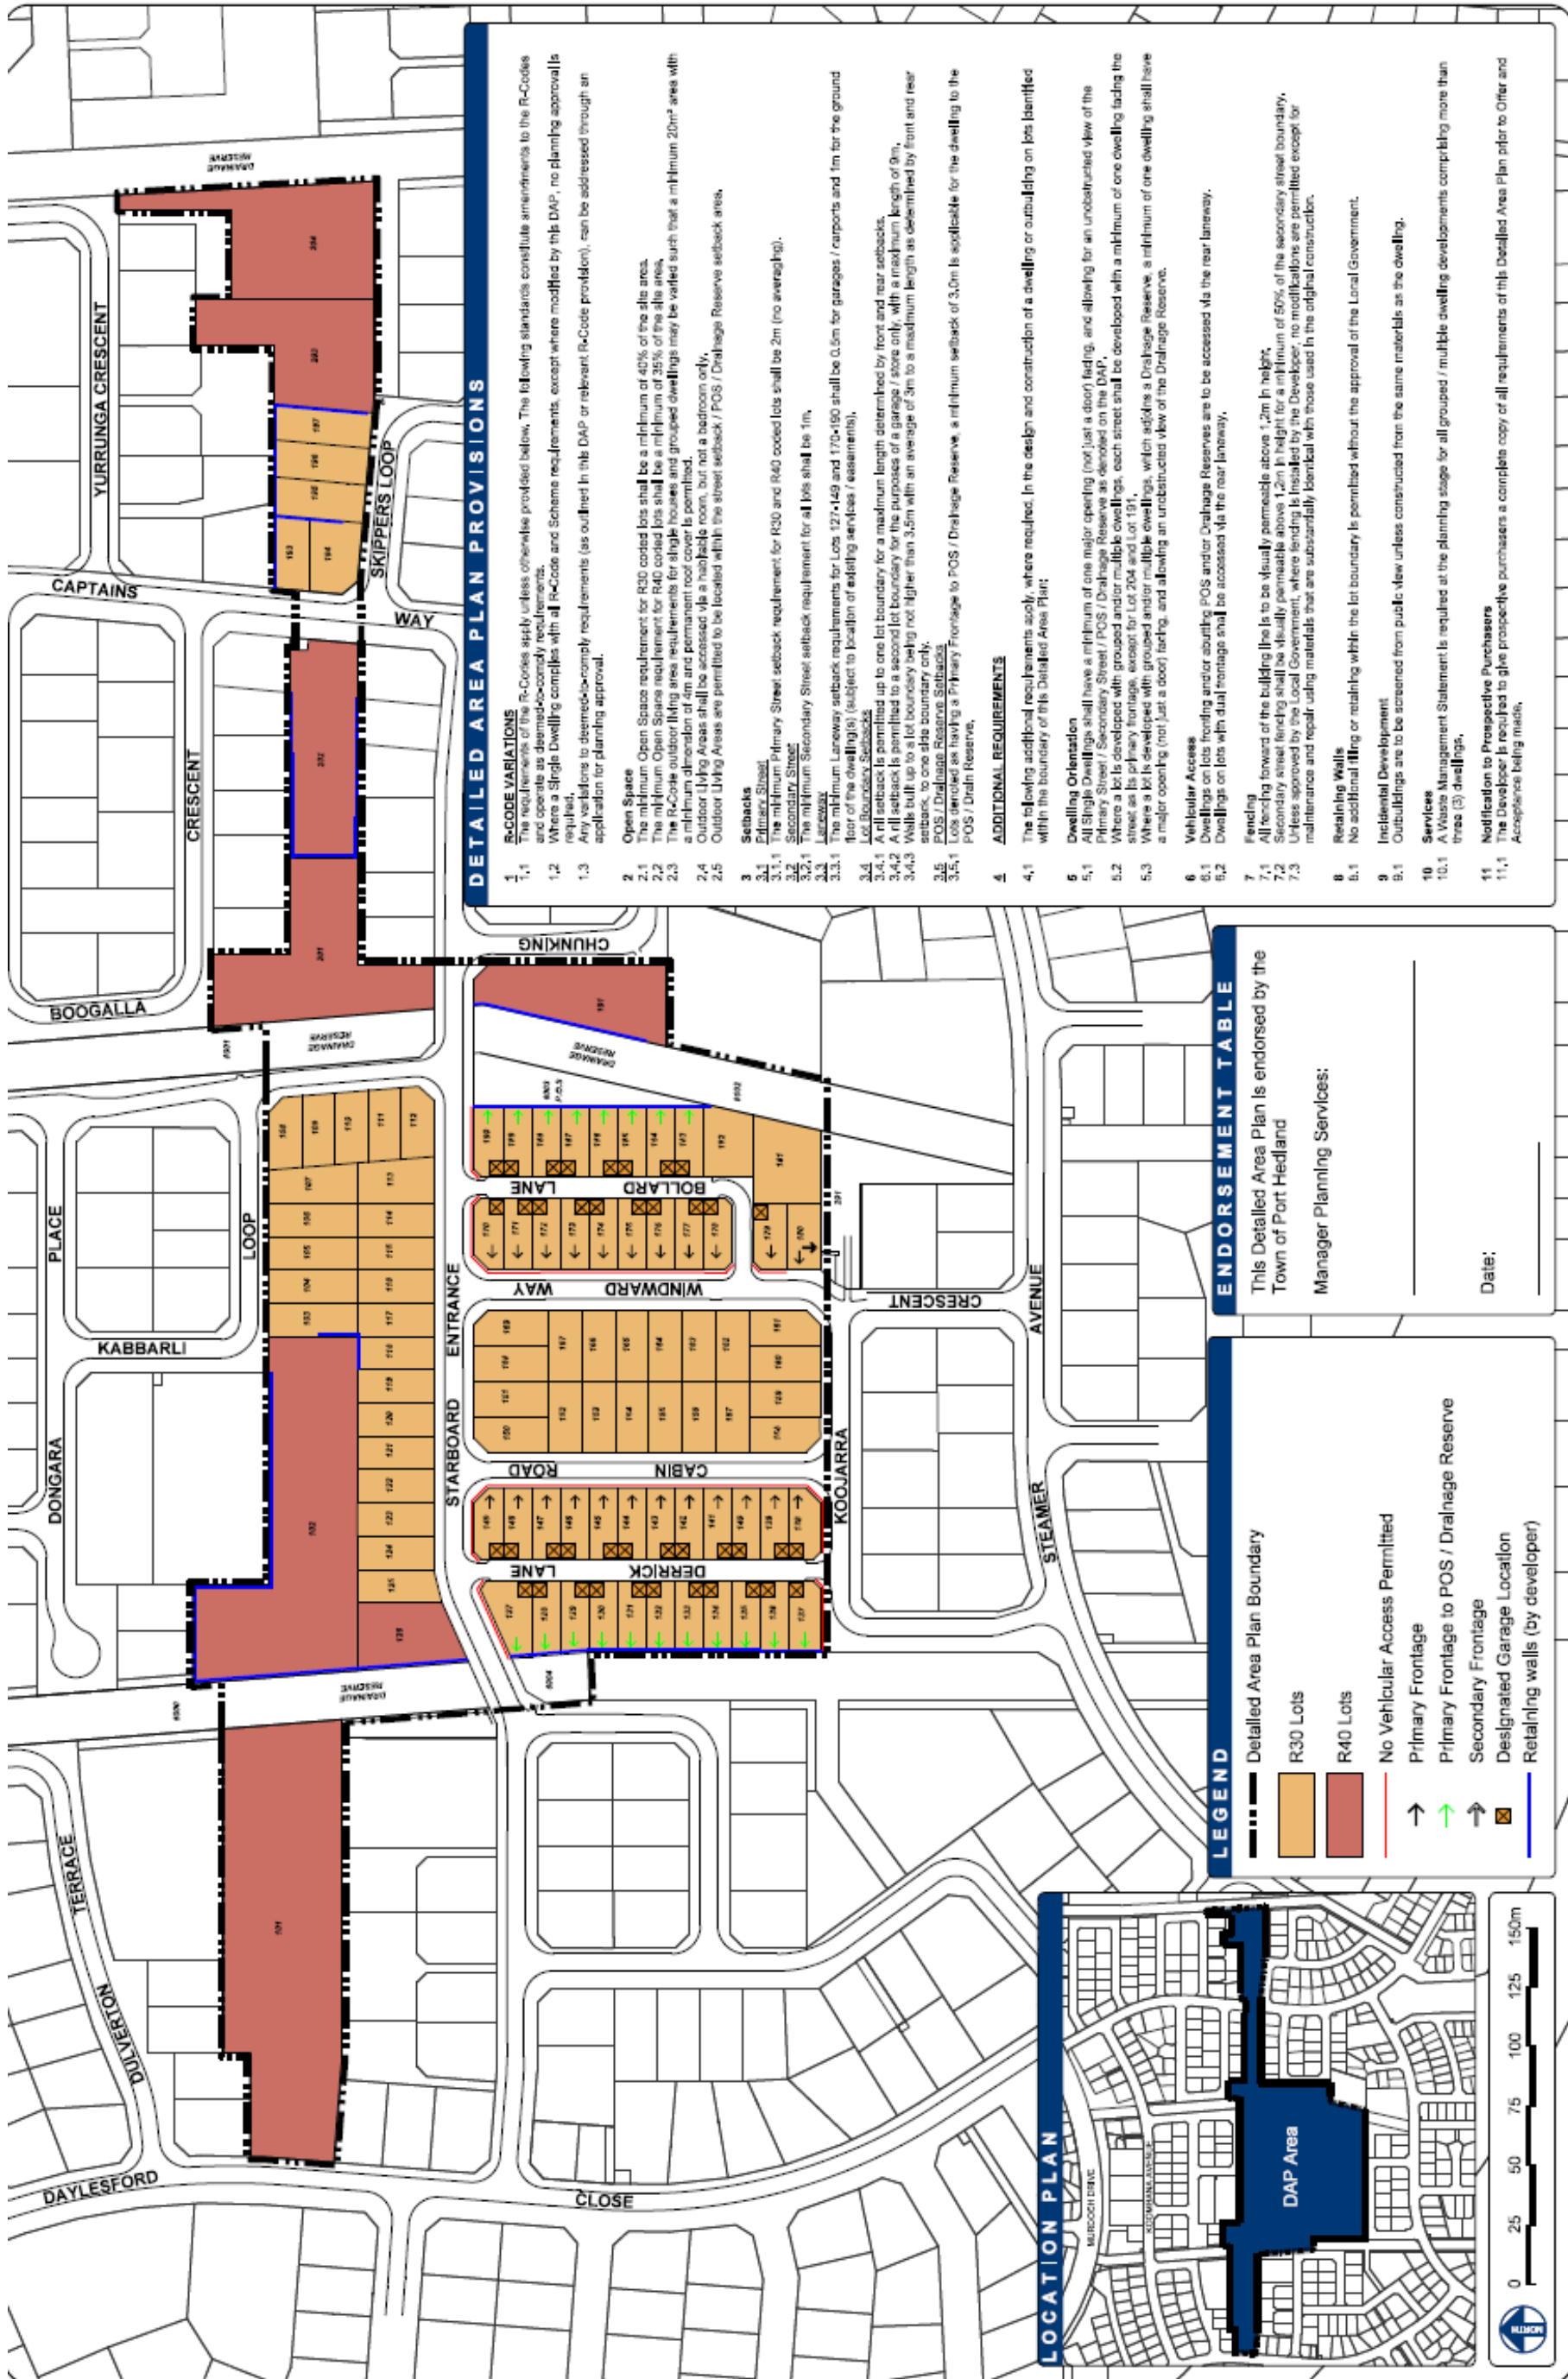 DETAILED AREA PLAN PROVISIONS
1 R-CODE VARIATIONS
1.1 The requirements of the R-Codes apply unless otherwise provided below. The following standards constitute amendments to the R-Codes
and operate as deemed-to-comply requirements.
1.2 Where a Single Dwelling complies with all R-Code and Scheme requirements, except where modified by this DAP, no planning approval is
required.
1.3 Any variations to deemed-to-comply requirements (as outlined in this DAP or relevant R-Code provision), can be addressed through an
application for planning approval.
2 Open Space
2.1 The minimum Open Space requirement for R30 coded lots shall be a minimum of 40% of the site area.
2.2 The minimum Open Space requirement for R40 coded lots shall be a minimum of 35% of the site area.
2.3 The R-Code outdoor living area requirements for single houses and grouped dwellings may be varied such that a minimum 20m² area with
a minimum dimension of 4m and permanent roof cover is permitted.
2.4 Outdoor Living Areas shall be accessed via a habitable room, but not a bedroom only.
2.5 Outdoor Living Areas are permitted to be located within the street setback / POS / Drainage Reserve setback area.
3 Setbacks
3.1 Primary Street
3.1.1 The minimum Primary Street setback requirement for R30 and R40 coded lots shall be 2m (no averaging).
3.2 Secondary Street
3.2.1 The minimum Secondary Street setback requirement for all lots shall be 1m.
3.3 Laneway
3.3.1 The minimum Laneway setback requirements for Lots 127-149 and 170-190 shall be 0.5m for garages / carports and 1m for the ground
floor of the dwelling(s) (subject to location of existing services / easements).
3.4 Lot Boundary Setbacks
3.4.1 A nil setback is permitted up to one lot boundary for a maximum length determined by front and rear setbacks.
3.4.2 A nil setback is permitted to a second lot boundary for the purposes of a garage / store only, with a maximum length of 9m.
3.4.3 Walls built up to a lot boundary being not higher than 3.5m with an average of 3m to a maximum length as determined by front and rear
setback, to one side boundary only.
3.5 POS / Drainage Reserve Setbacks
3.5.1 Lots denoted as having a Primary Frontage to POS / Drainage Reserve, a minimum setback of 3.0m is applicable for the dwelling to the
POS / Drain Reserve.
4 ADDITIONAL REQUIREMENTS
4.1 The following additional requirements apply, where required, in the design and construction of a dwelling or outbuilding on lots identified
within the boundary of this Detailed Area Plan:
5 Dwelling Orientation
5.1 All Single Dwellings shall have a minimum of one major opening (not just a door) facing, and allowing for an unobstructed view of the
Primary Street / Secondary Street / POS / Drainage Reserve as denoted on the DAP.
5.2 Where a lot is developed with grouped and/or multiple dwellings, each street shall be developed with a minimum of one dwelling facing the
street as its primary frontage, except for Lot 204 and Lot 191.
5.3 Where a lot is developed with grouped and/or multiple dwellings, which adjoins a Drainage Reserve, a minimum of one dwelling shall have
a major opening (not just a door) facing, and allowing an unobstructed view of the Drainage Reserve.
6 Vehicular Access
6.1 Dwellings on lots fronting and/or abutting POS and/or Drainage Reserves are to be accessed via the rear laneway.
6.2 Dwellings on lots with dual frontage shall be accessed via the rear laneway.
7 Fencing
7.1 All fencing forward of the building line is to be visually permeable above 1.2m in height.
7.2 Secondary street fencing shall be visually permeable above 1.2m in height for a minimum of 50% of the secondary street boundary.
7.3 Unless approved by the Local Government, where fencing is installed by the Developer, no modifications are permitted except for
maintenance and repair using materials that are substantially identical with those used in the original construction.
8 Retaining Walls
8.1 No additional filling or retaining within the lot boundary is permitted without the approval of the Local Government.
9 Incidental Development
9.1 Outbuildings are to be screened from public view unless constructed from the same materials as the dwelling.
10 Services
10.1 A Waste Management Statement is required at the planning stage for all grouped / multiple dwelling developments comprising more than
three (3) dwellings.
11 Notification to Prospective Purchasers
11.1 The Developer is required to give prospective purchasers a complete copy of all requirements of this Detailed Area Plan prior to Offer and
Acceptance being made.
ENDORSEMENT TABLE
This Detailed Area Plan is endorsed by the
Town of Port Hedland
Manager Planning Services:
Date:
LEGEND
Detailed Area Plan Boundary
R30 Lots
R40 Lots
No Vehicular Access Permitted
Primary Frontage
Primary Frontage to POS / Drainage Reserve
Secondary Frontage
Designated Garage Location
Retaining walls (by developer)
LOCATION PLAN
MURDOCH DRIVE
KOOMBANA AVENUE
DAP Area
NORTH
0 25 50 75 100 125 150m
DAYLESFORD
CLOSE
DULVERTON
TERRACE
DONGARA
PLACE
KABBARLI
LOOP
BOOGALLA
CRESCENT
CAPTAINS
WAY
YURRUNGA CRESCENT
SKIPPERS LOOP
CHUNKING
STARBOARD
ENTRANCE
DERRICK
LANE
CABIN
ROAD
WINDWARD
WAY
BOLLARD
LANE
KOOJARRA
CRESCENT
STEAMER
AVENUE
DRAINAGE
RESERVE
DRAINAGE
RESERVE
DRAINAGE
RESERVE
DRAINAGE
RESERVE
P.O.S
101
102
201
202